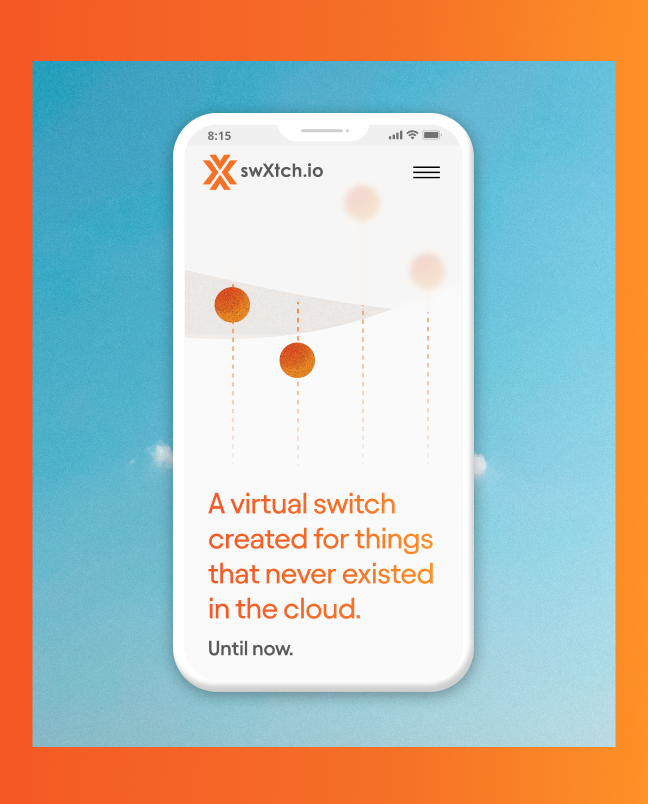 8:15
swXtch.io
A virtual switch
created for things
that never existed
in the cloud.
Until now.